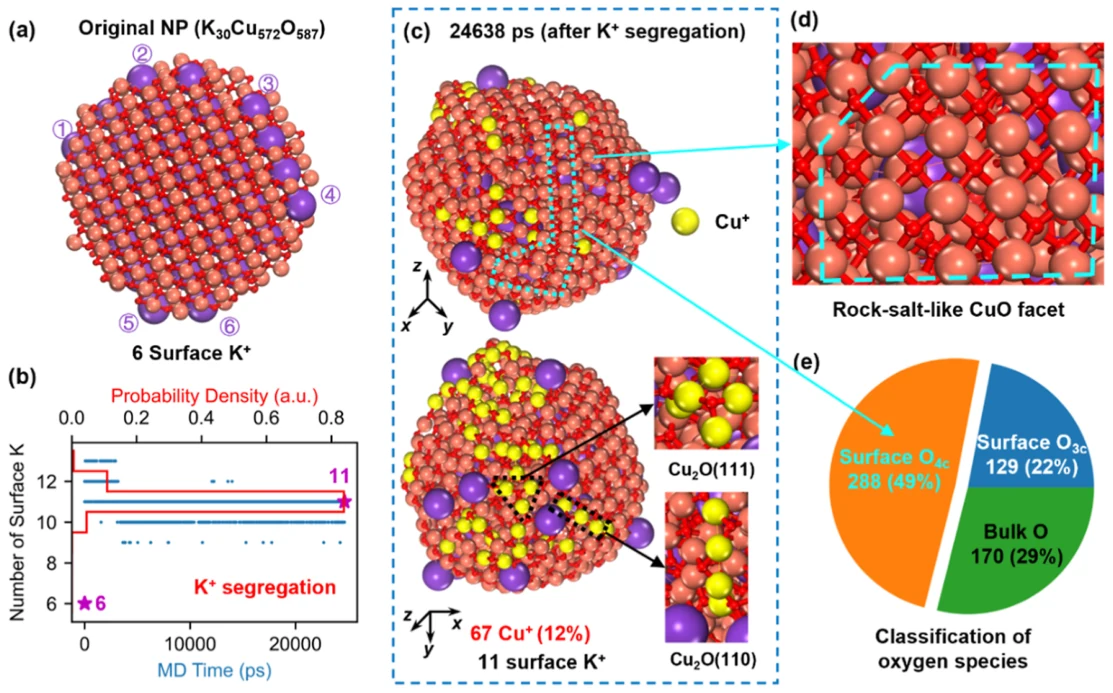 (a)
Original NP (K₃₀Cu₅₇₂O₅₈₇)
①
②
③
④
⑤
⑥
6 Surface K⁺
(b)
Probability Density (a.u.)
0.0 0.2 0.4 0.6 0.8
Number of Surface K
12
10
8
6
11
K⁺ segregation
6
0 10000 20000
MD Time (ps)
(c)
24638 ps (after K⁺ segregation)
Cu⁺
z
x y
Cu₂O(111)
Cu₂O(110)
z x
y
67 Cu⁺ (12%)
11 surface K⁺
(d)
Rock-salt-like CuO facet
(e)
Surface O₄c
288 (49%)
Surface O₃c
129 (22%)
Bulk O
170 (29%)
Classification of
oxygen species